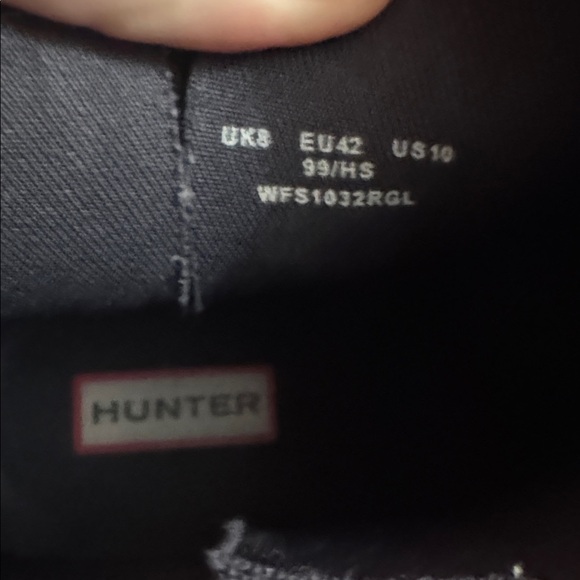 UK8 EU42 US10
99/HS
WFS1032RGL
HUNTER